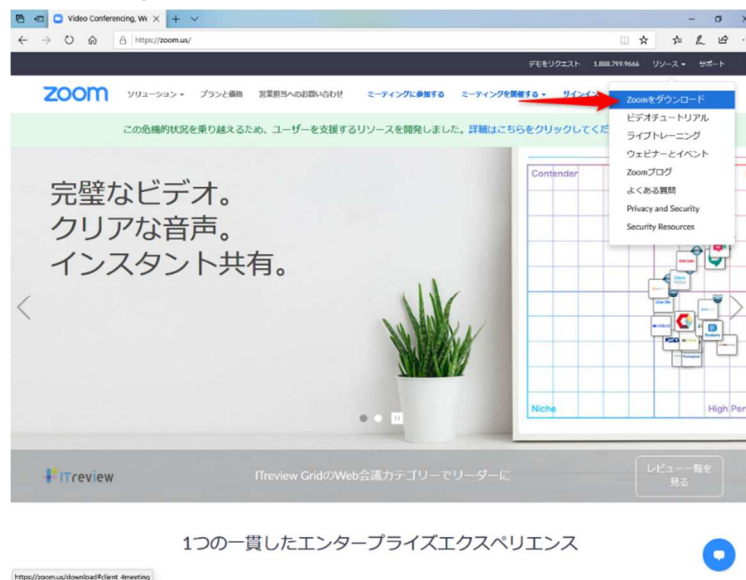 Video Conferencing, We
https://zoom.us/
デモをリクエスト 1.888.799.9666 リソース サポート
zoom ソリューション プランと価格 営業担当へのお問い合わせ ミーティングに参加する ミーティングを開催する サインイン
Zoomをダウンロード
ビデオチュートリアル
ライブトレーニング
ウェビナーとイベント
Zoomブログ
よくある質問
Privacy and Security
Security Resources
この危機的状況を乗り越えるため、ユーザーを支援するリソースを開発しました。詳細はこちらをクリックしてくだ
完璧なビデオ。
クリアな音声。
インスタント共有。
Contender
Niche
High Per
ITreview
ITreview GridのWeb会議カテゴリーでリーダーに
レビュー一覧を
見る
1つの一貫したエンタープライズエクスペリエンス
https://zoom.us/download#client_4meeting